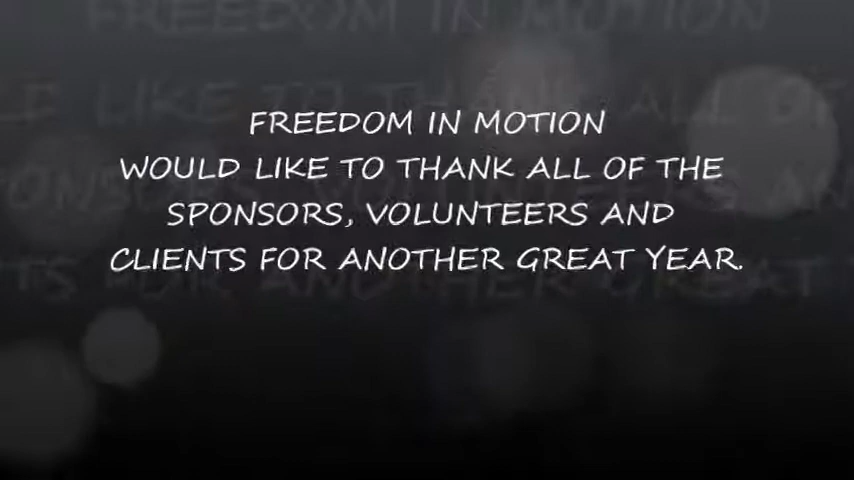 FREEDOM IN MOTION
WOULD LIKE TO THANK ALL OF THE
SPONSORS, VOLUNTEERS AND
CLIENTS FOR ANOTHER GREAT YEAR.